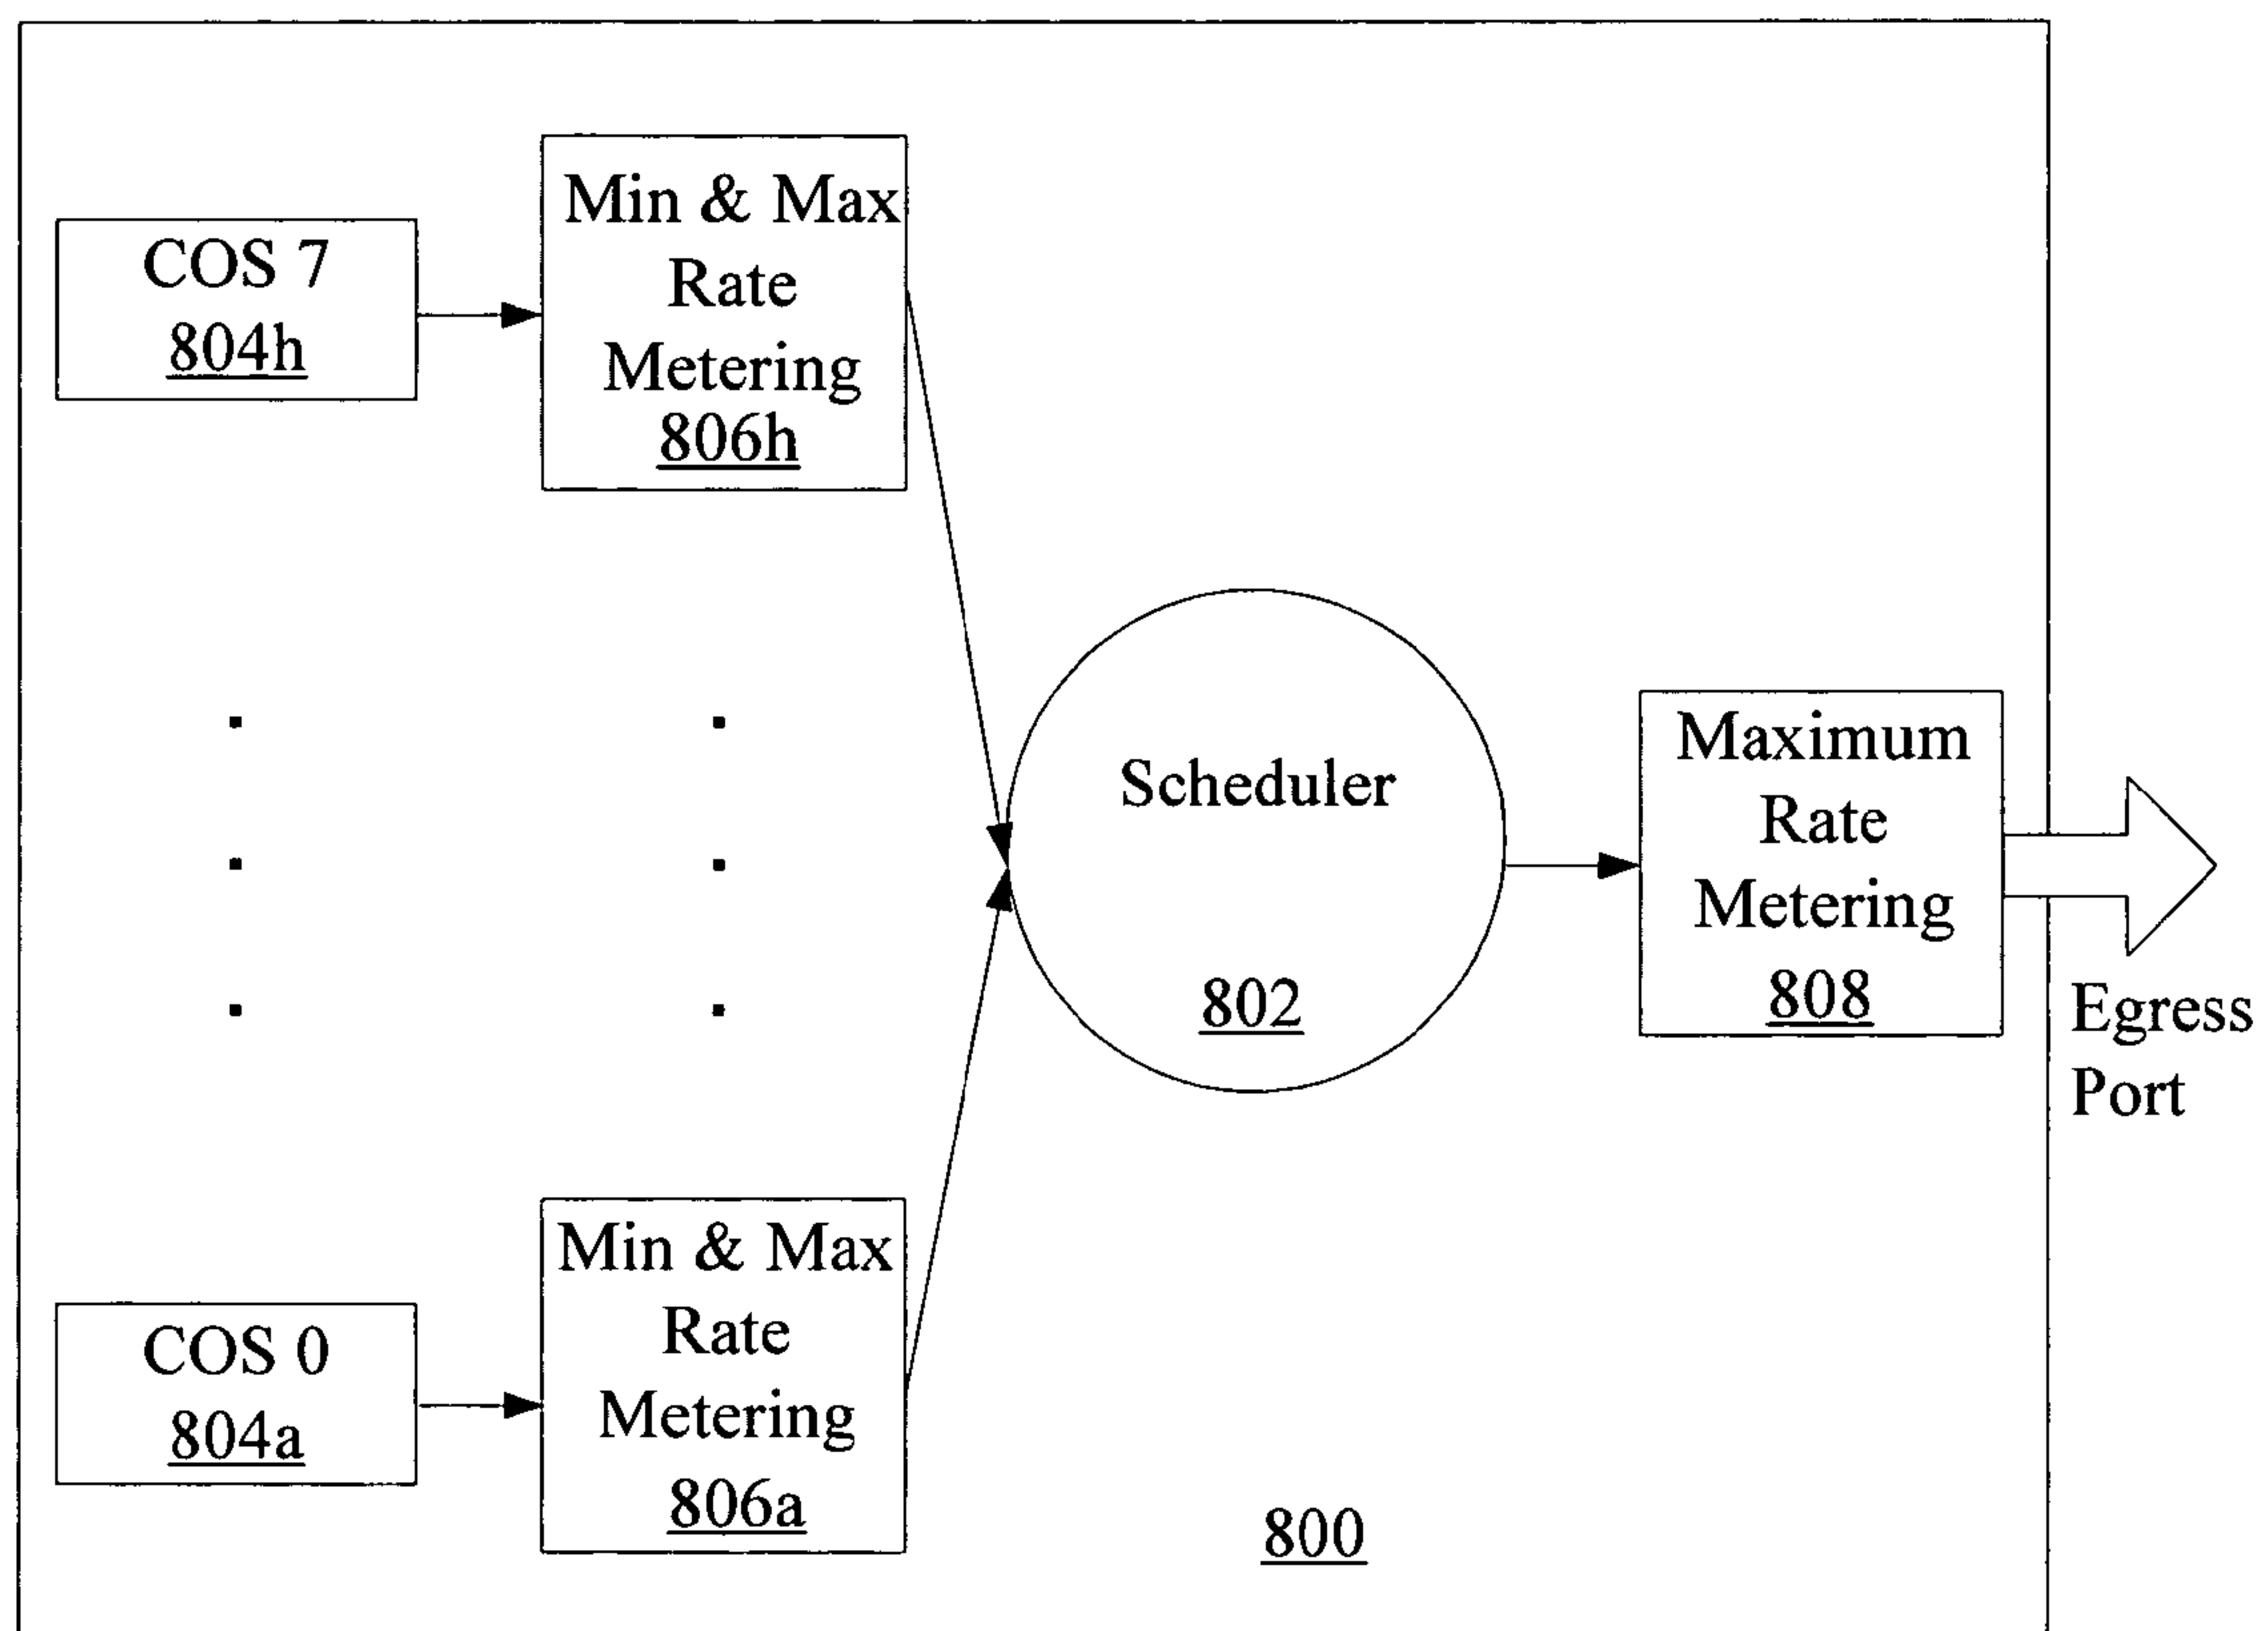 COS 7
804h
Min & Max
Rate
Metering
806h
Scheduler
802
Maximum
Rate
Metering
808
Egress
Port
COS 0
804a
Min & Max
Rate
Metering
806a
800